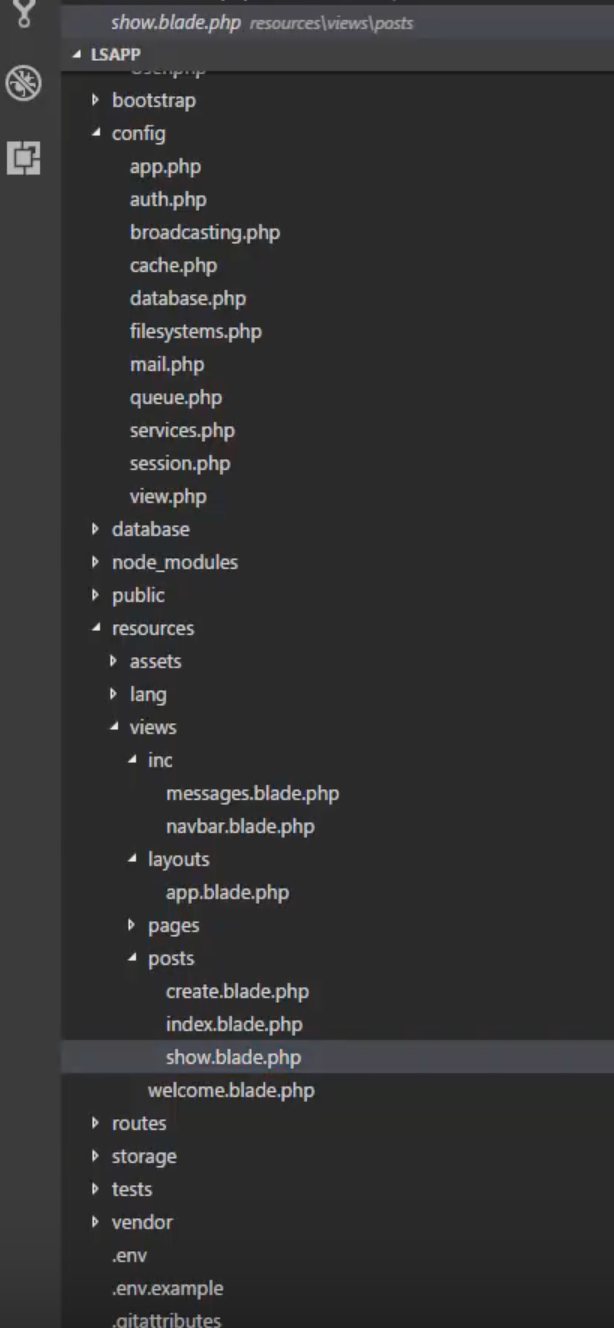 show.blade.php resources\views\posts
LSAPP
User.php
bootstrap
config
app.php
auth.php
broadcasting.php
cache.php
database.php
filesystems.php
mail.php
queue.php
services.php
session.php
view.php
database
node_modules
public
resources
assets
lang
views
inc
messages.blade.php
navbar.blade.php
layouts
app.blade.php
pages
posts
create.blade.php
index.blade.php
show.blade.php
welcome.blade.php
routes
storage
tests
vendor
.env
.env.example
.gitattributes